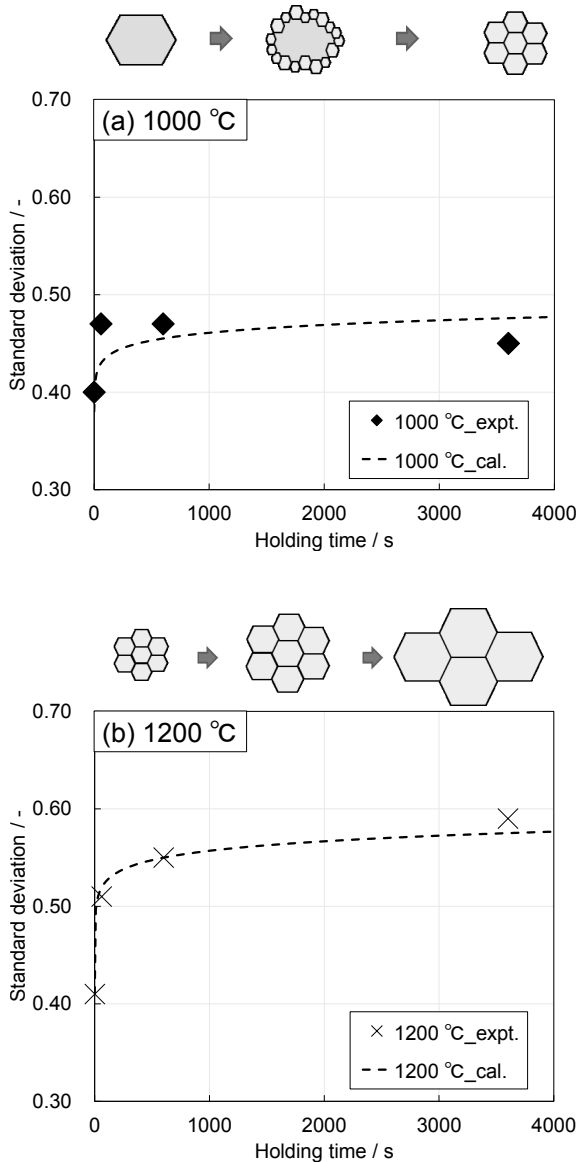 0.70
(a) 1000 ℃
0.60
0.50
0.40
0.30
Standard deviation / -
1000 ℃_expt.
1000 ℃_cal.
0 1000 2000 3000 4000
Holding time / s
0.70
(b) 1200 ℃
0.60
0.50
0.40
0.30
Standard deviation / -
1200 ℃_expt.
1200 ℃_cal.
0 1000 2000 3000 4000
Holding time / s